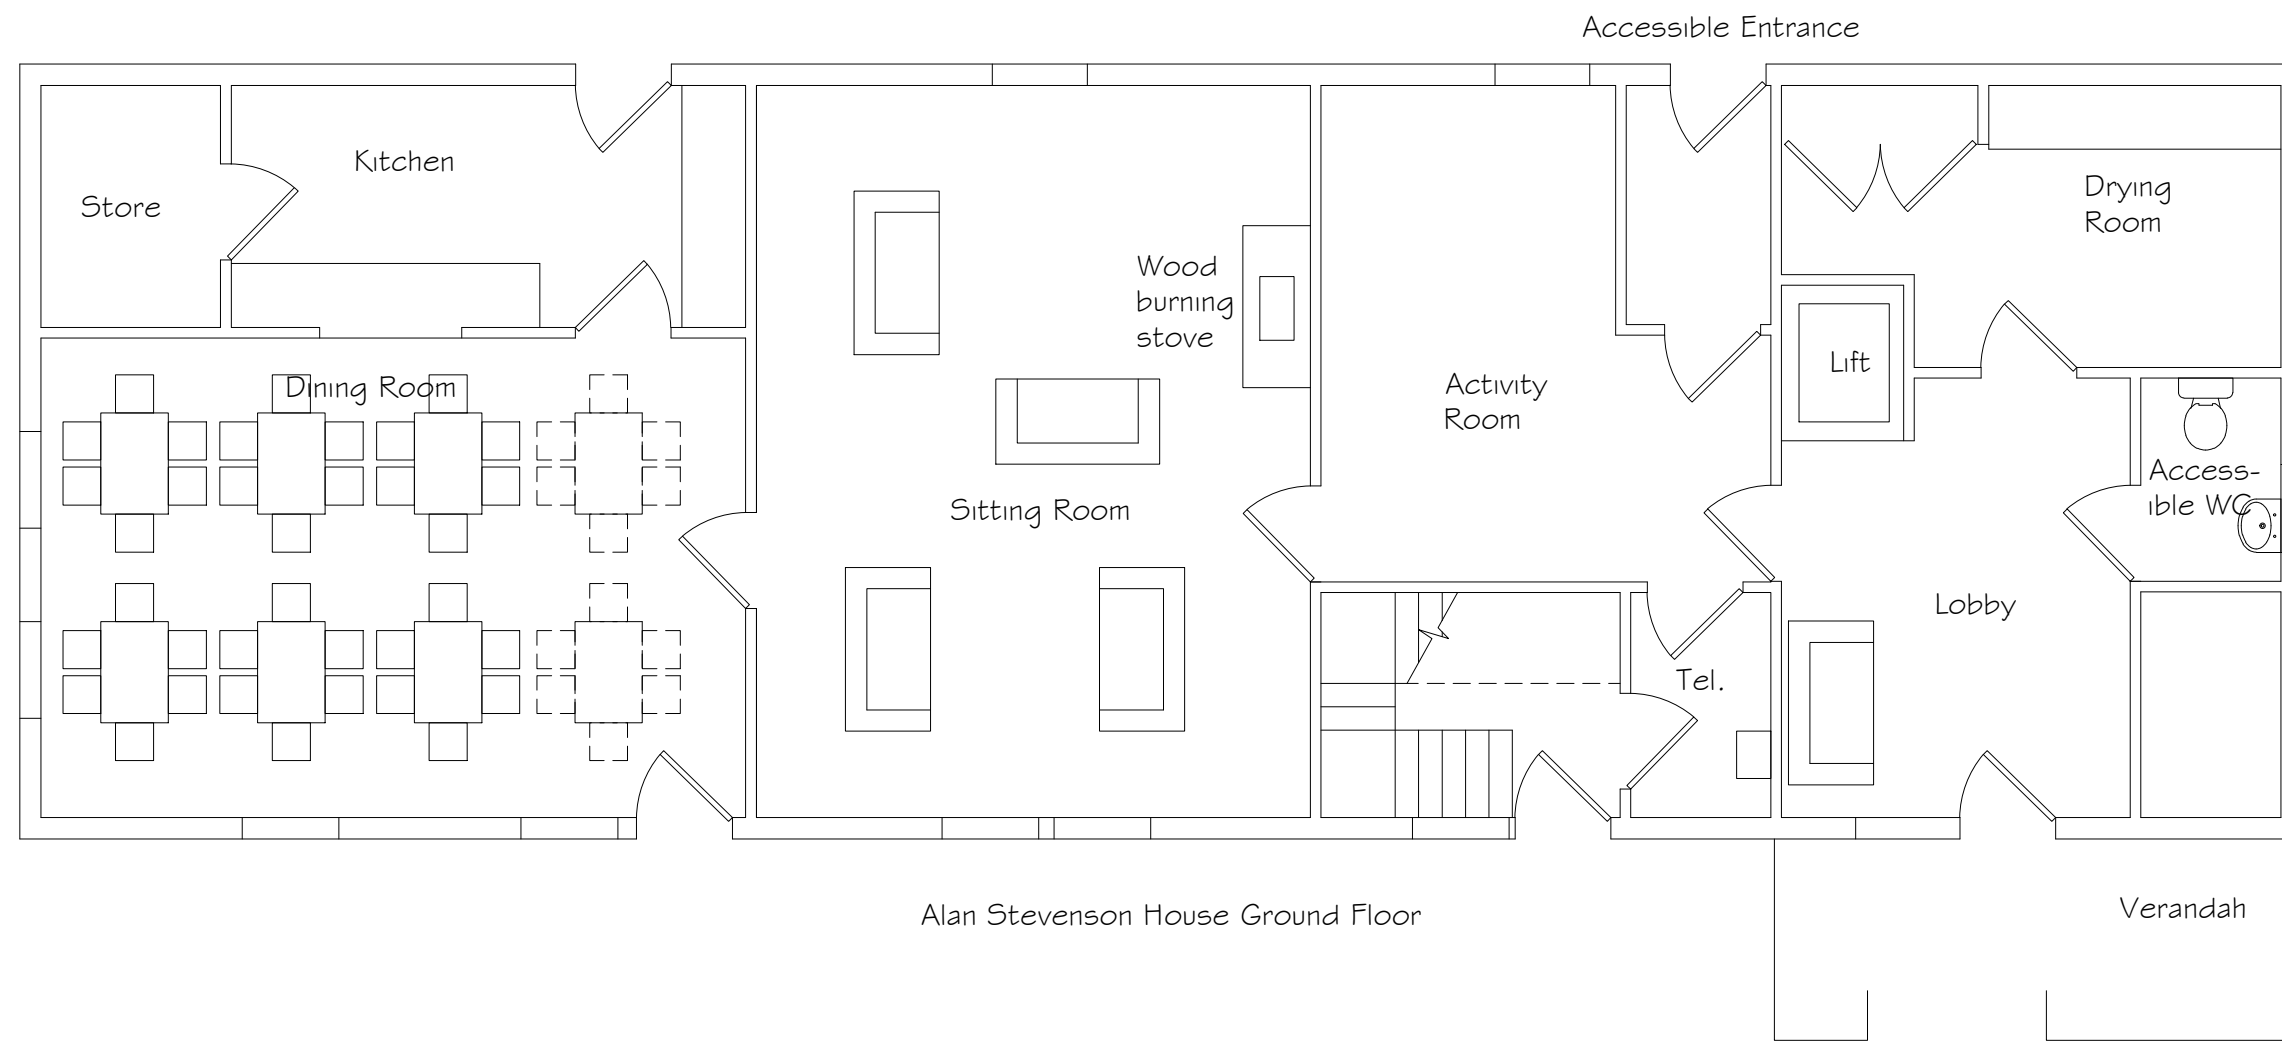 Accessible Entrance
Kitchen
Store
Drying
Room
Wood
burning
stove
Lift
Dining Room
Activity
Room
Access-
ible WC
Sitting Room
Lobby
Tel.
Alan Stevenson House Ground Floor
Verandah